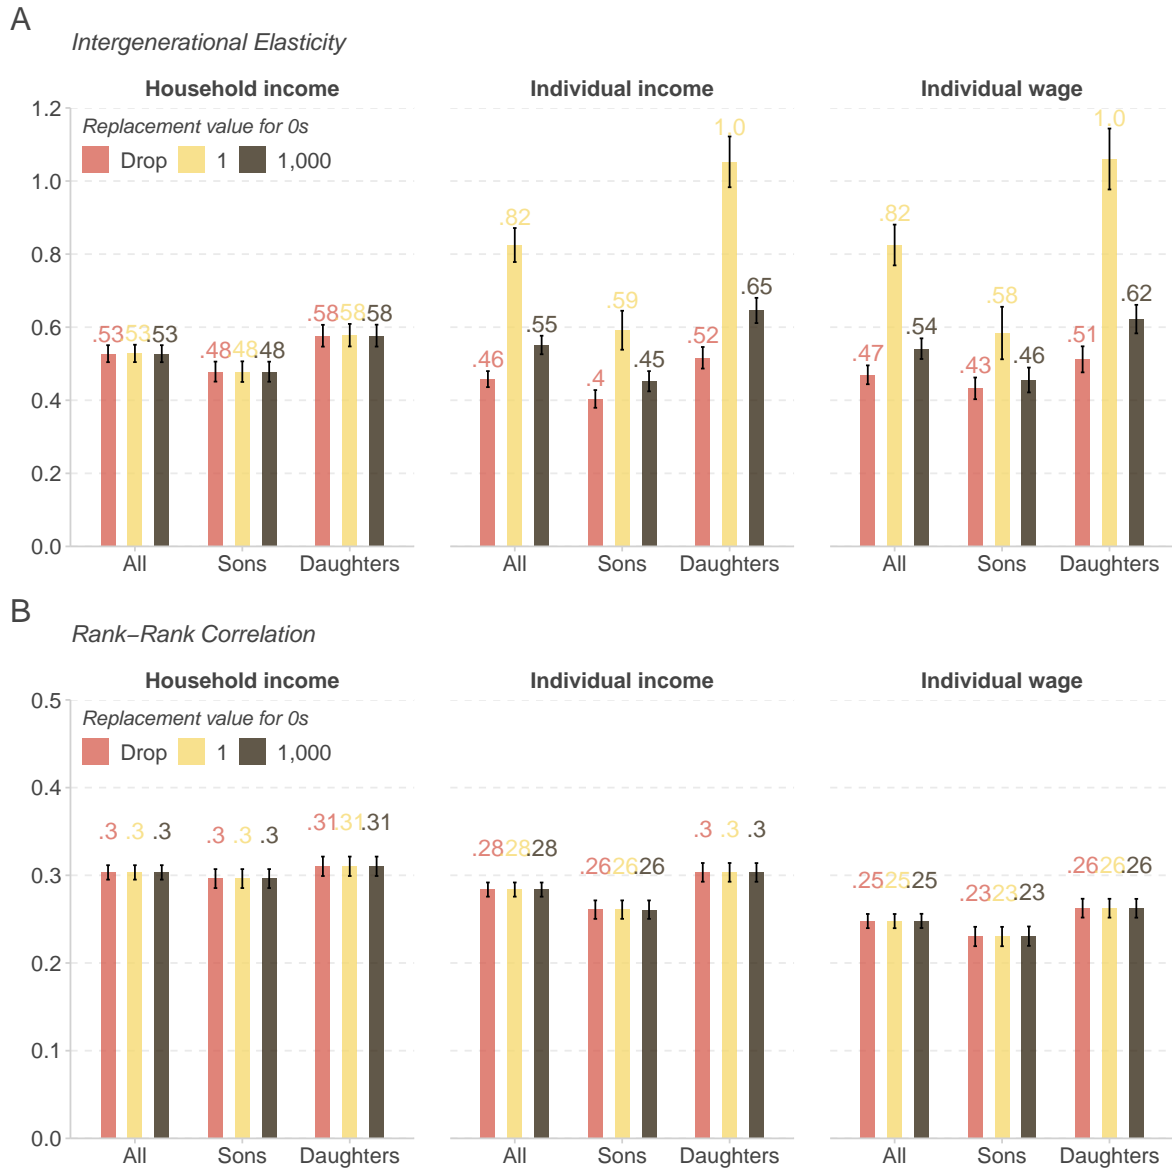 A
Intergenerational Elasticity
Household income
Individual income
Individual wage
Replacement value for 0s
Drop 1 1,000
1.2
1.0
0.8
0.6
0.4
0.2
0.0
.53 .53 .53
.48 .48 .48
.58 .58 .58
.46 .82 .55
.4 .59 .45
.52 1.0 .65
.47 .82 .54
.43 .58 .46
.51 1.0 .62
All Sons Daughters
All Sons Daughters
All Sons Daughters
B
Rank−Rank Correlation
Household income
Individual income
Individual wage
Replacement value for 0s
Drop 1 1,000
0.5
0.4
0.3
0.2
0.1
0.0
.3 .3 .3
.3 .3 .3
.31 .31 .31
.28 .28 .28
.26 .26 .26
.3 .3 .3
.25 .25 .25
.23 .23 .23
.26 .26 .26
All Sons Daughters
All Sons Daughters
All Sons Daughters